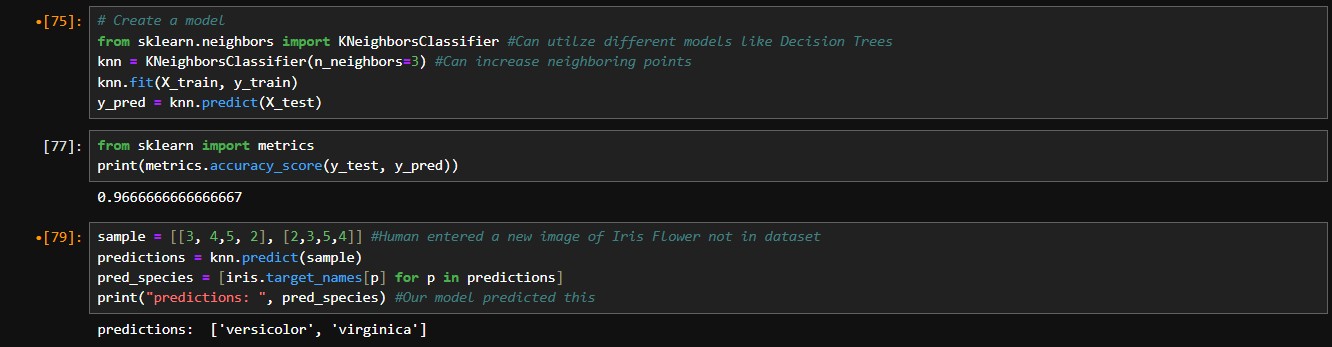 [75]:
# Create a model
from sklearn.neighbors import KNeighborsClassifier #Can utilze different models like Decision Trees
knn = KNeighborsClassifier(n_neighbors=3) #Can increase neighboring points
knn.fit(X_train, y_train)
y_pred = knn.predict(X_test)
[77]:
from sklearn import metrics
print(metrics.accuracy_score(y_test, y_pred))
0.9666666666666667
[79]:
sample = [[3, 4,5, 2], [2,3,5,4]] #Human entered a new image of Iris Flower not in dataset
predictions = knn.predict(sample)
pred_species = [iris.target_names[p] for p in predictions]
print("predictions: ", pred_species) #Our model predicted this
predictions:  ['versicolor', 'virginica']